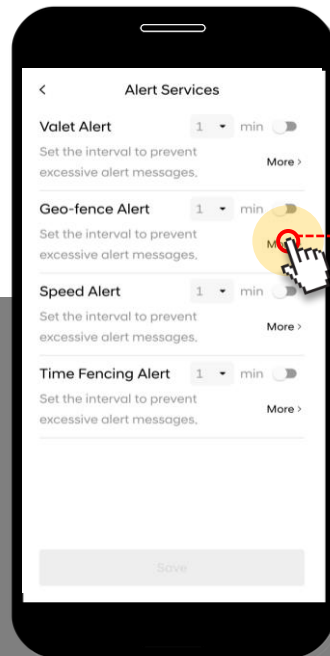 < Alert Services
Valet Alert 1 min
Set the interval to prevent
excessive alert messages.
More >
Geo-fence Alert 1 min
Set the interval to prevent
excessive alert messages.
Speed Alert 1 min
Set the interval to prevent
excessive alert messages.
More >
Time Fencing Alert 1 min
Set the interval to prevent
excessive alert messages.
More >
Save